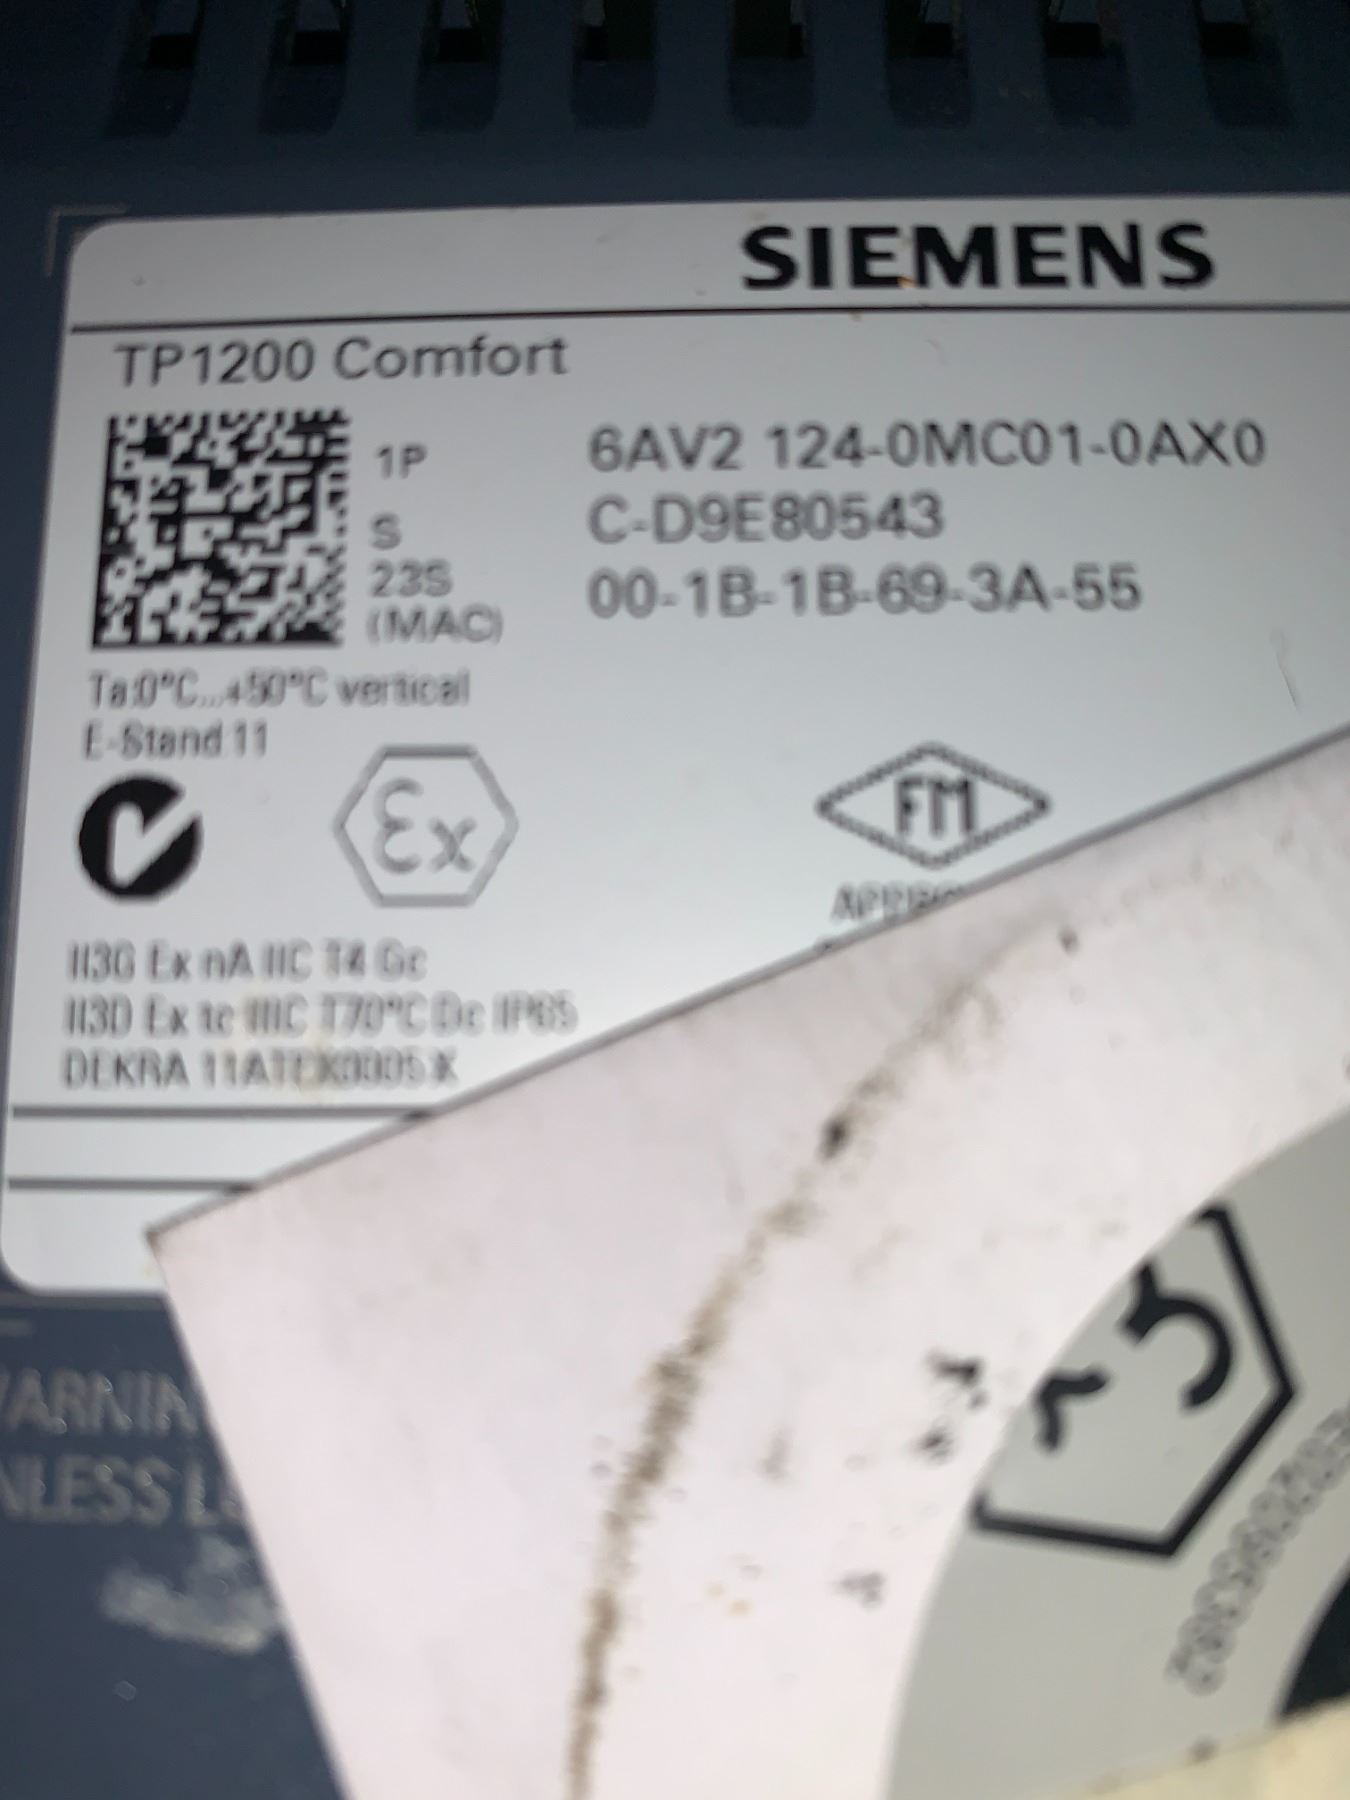 SIEMENS
TP1200 Comfort
1P 6AV2 124-0MC01-0AX0
S C-D9E80543
23S 00-1B-1B-69-3A-55
(MAC)
Ta:0°C...+50°C vertical
E-Stand:11
Ex
FM
II3G Ex nA IIC T4 Gc
II3D Ex tc IIIC T70°C Dc IP65
DEKRA 11ATEX0005 X